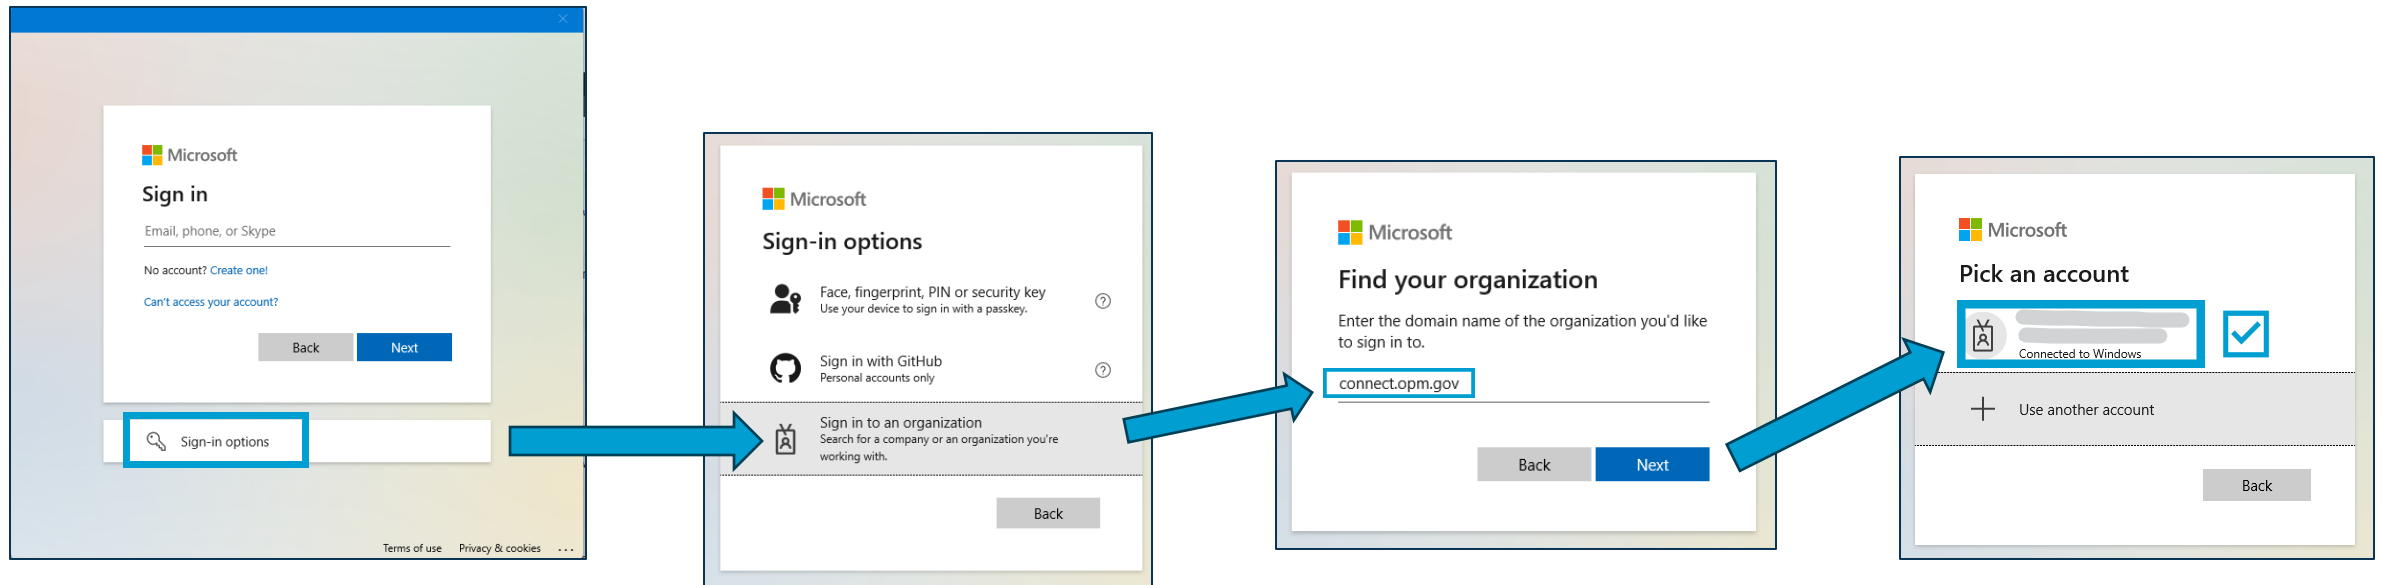 Microsoft
Sign in
Email, phone, or Skype
No account? Create one!
Can't access your account?
Back
Next
Sign-in options
Terms of use
Privacy & cookies
...
Microsoft
Sign-in options
Face, fingerprint, PIN or security key
Use your device to sign in with a passkey.
Sign in with GitHub
Personal accounts only
Sign in to an organization
Search for a company or an organization you're
working with.
Back
Microsoft
Find your organization
Enter the domain name of the organization you'd like
to sign in to.
connect.opm.gov
Back
Next
Microsoft
Pick an account
Connected to Windows
Use another account
Back